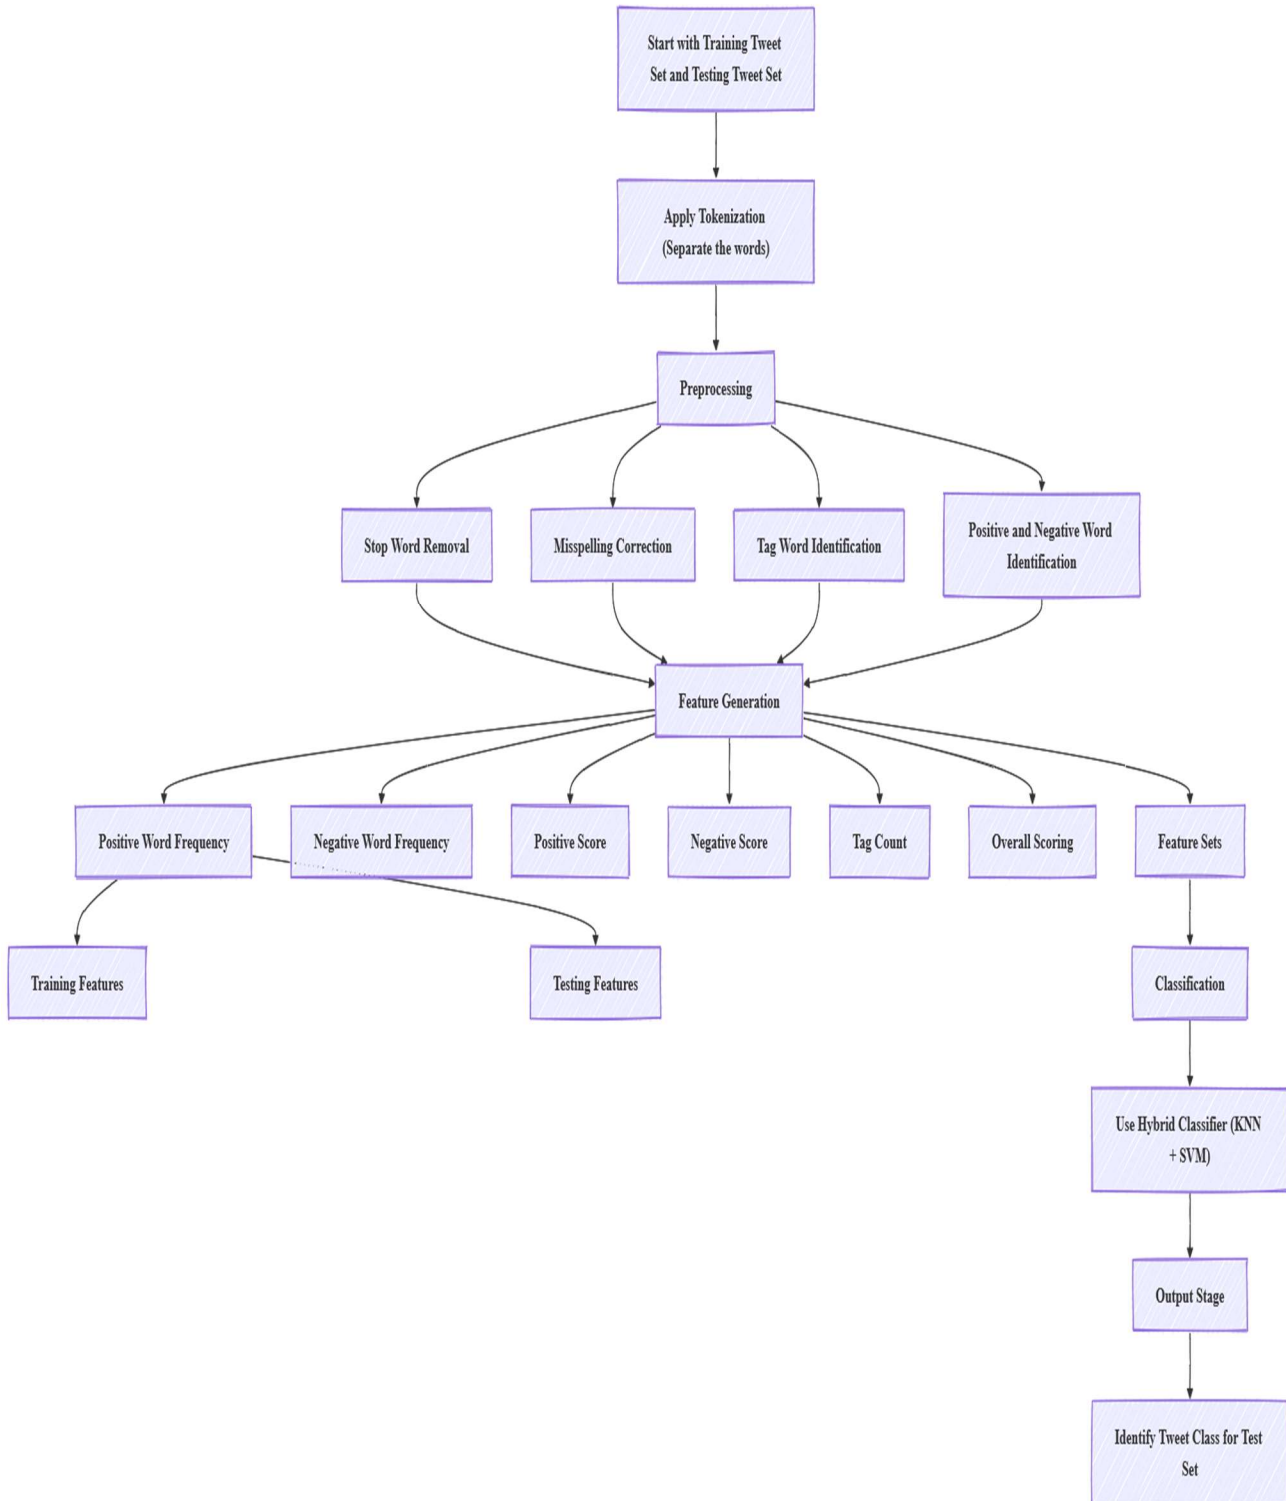 Start with Training Tweet
Set and Testing Tweet Set
Apply Tokenization
(Separate the words)
Preprocessing
Stop Word Removal
Misspelling Correction
Tag Word Identification
Positive and Negative Word
Identification
Feature Generation
Positive Word Frequency
Negative Word Frequency
Positive Score
Negative Score
Tag Count
Overall Scoring
Feature Sets
Training Features
Testing Features
Classification
Use Hybrid Classifier (KNN
+ SVM)
Output Stage
Identify Tweet Class for Test
Set